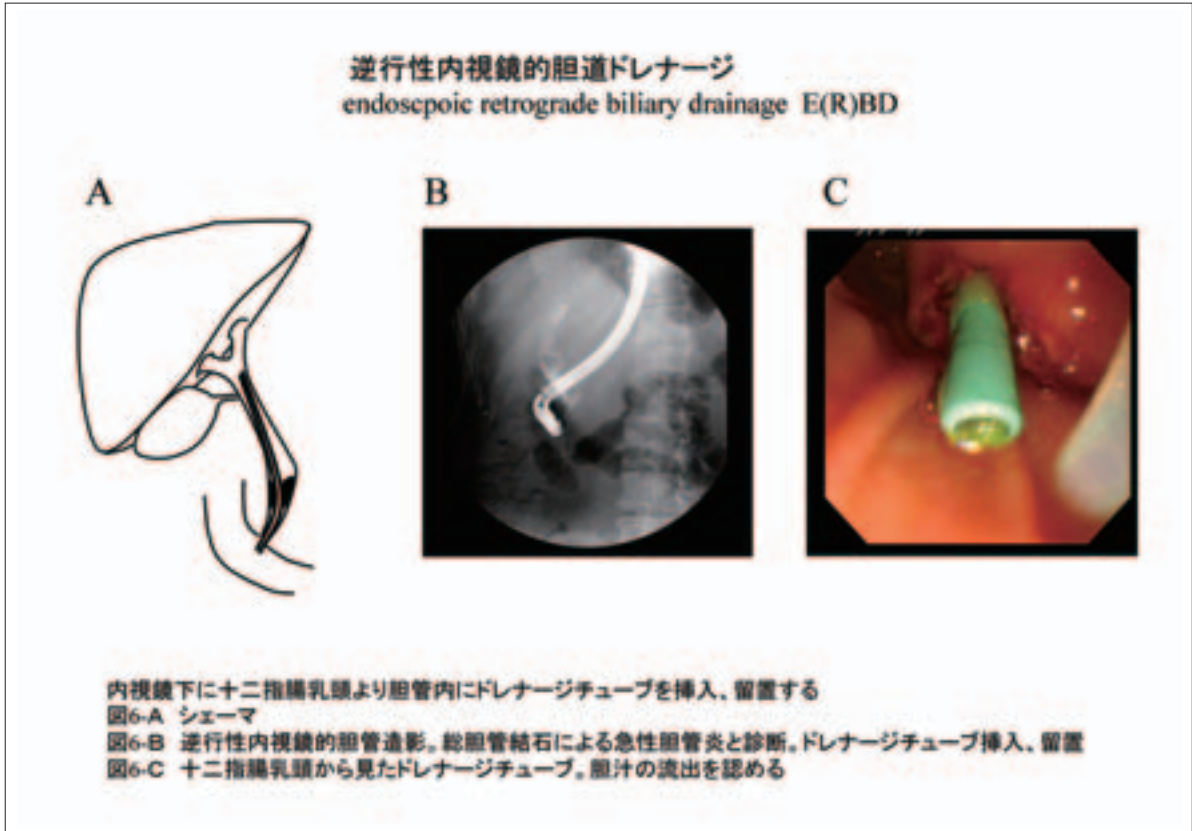 逆行性内視鏡的胆道ドレナージ
endoscpoic retrograde biliary drainage E(R)BD
A
B
C
内視鏡下に十二指腸乳頭より胆管内にドレナージチューブを挿入、留置する
図6-A シェーマ
図6-B 逆行性内視鏡的胆管造影。総胆管結石による急性胆管炎と診断。ドレナージチューブ挿入、留置
図6-C 十二指腸乳頭から見たドレナージチューブ。胆汁の流出を認める